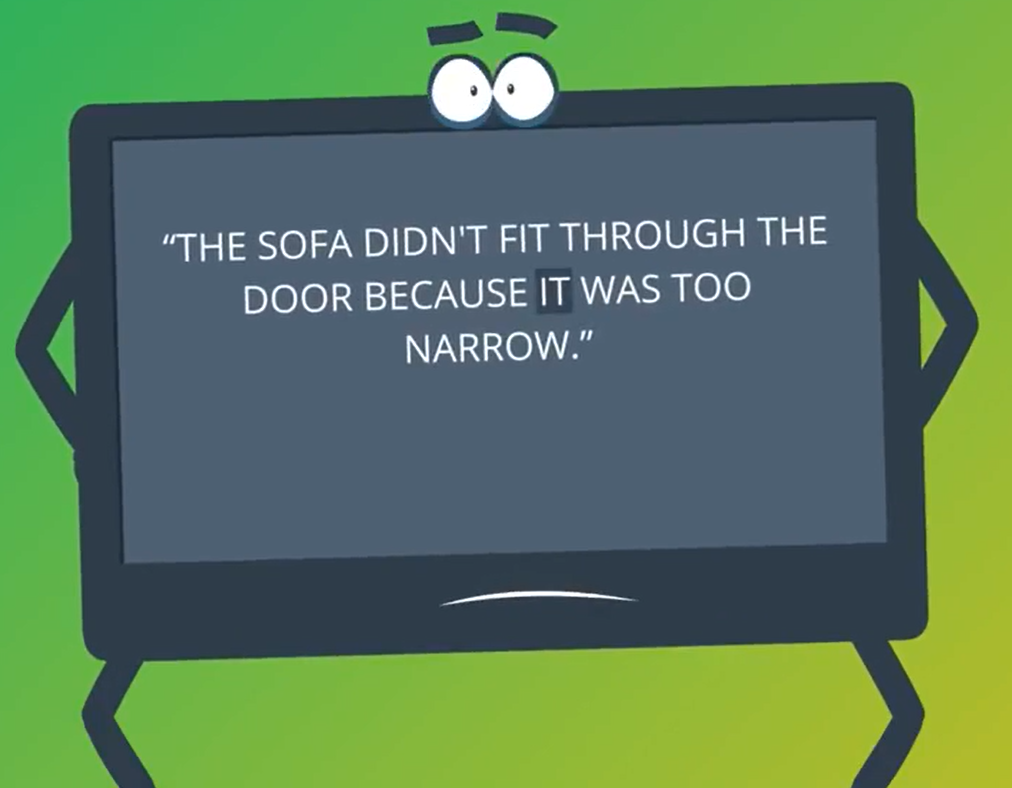 “THE SOFA DIDN'T FIT THROUGH THE
DOOR BECAUSE IT WAS TOO
NARROW.”